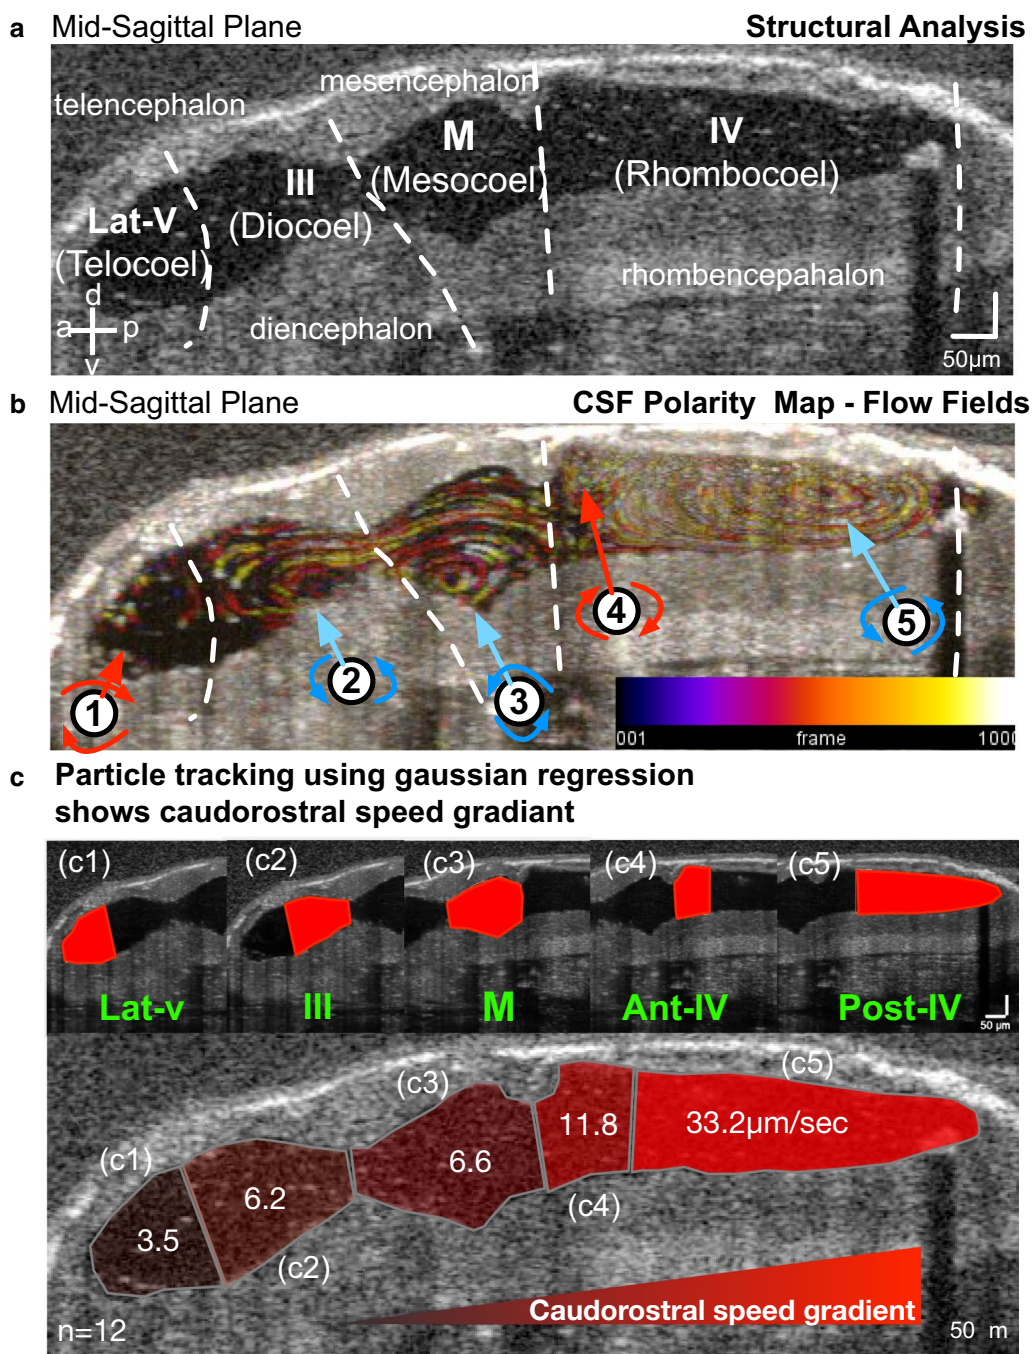 a Mid-Sagittal Plane Structural Analysis
telencephalon
mesencephalon
M
(Mesocoel)
IV
(Rhombocoel)
III
(Diocoel)
Lat-V
(Telocoel)
d
a p
v
diencephalon
rhombencepahalon
50µm
b Mid-Sagittal Plane CSF Polarity Map - Flow Fields
1
2
3
4
5
001 frame 1000
c Particle tracking using gaussian regression
shows caudorostral speed gradiant
(c1) (c2) (c3) (c4) (c5)
Lat-v III M Ant-IV Post-IV
50 µm
(c1)
3.5
6.2
(c2)
(c3)
6.6
11.8
(c4)
(c5)
33.2µm/sec
Caudorostral speed gradient
n=12
50 m